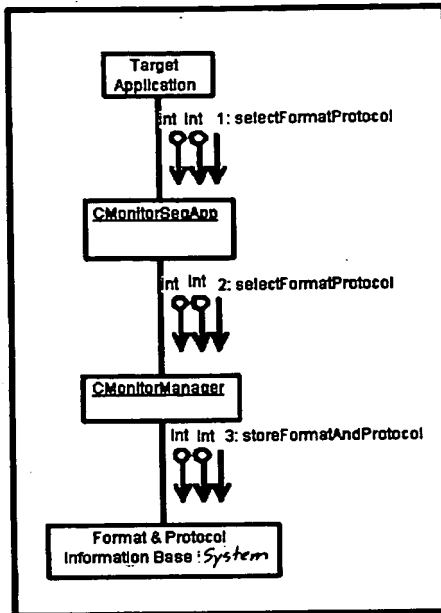 Target
Application
int int 1: selectFormatProtocol
CMonitorSeqApp
int int 2: selectFormatProtocol
CMonitorManager
int int 3: storeFormatAndProtocol
Format & Protocol
Information Base : System